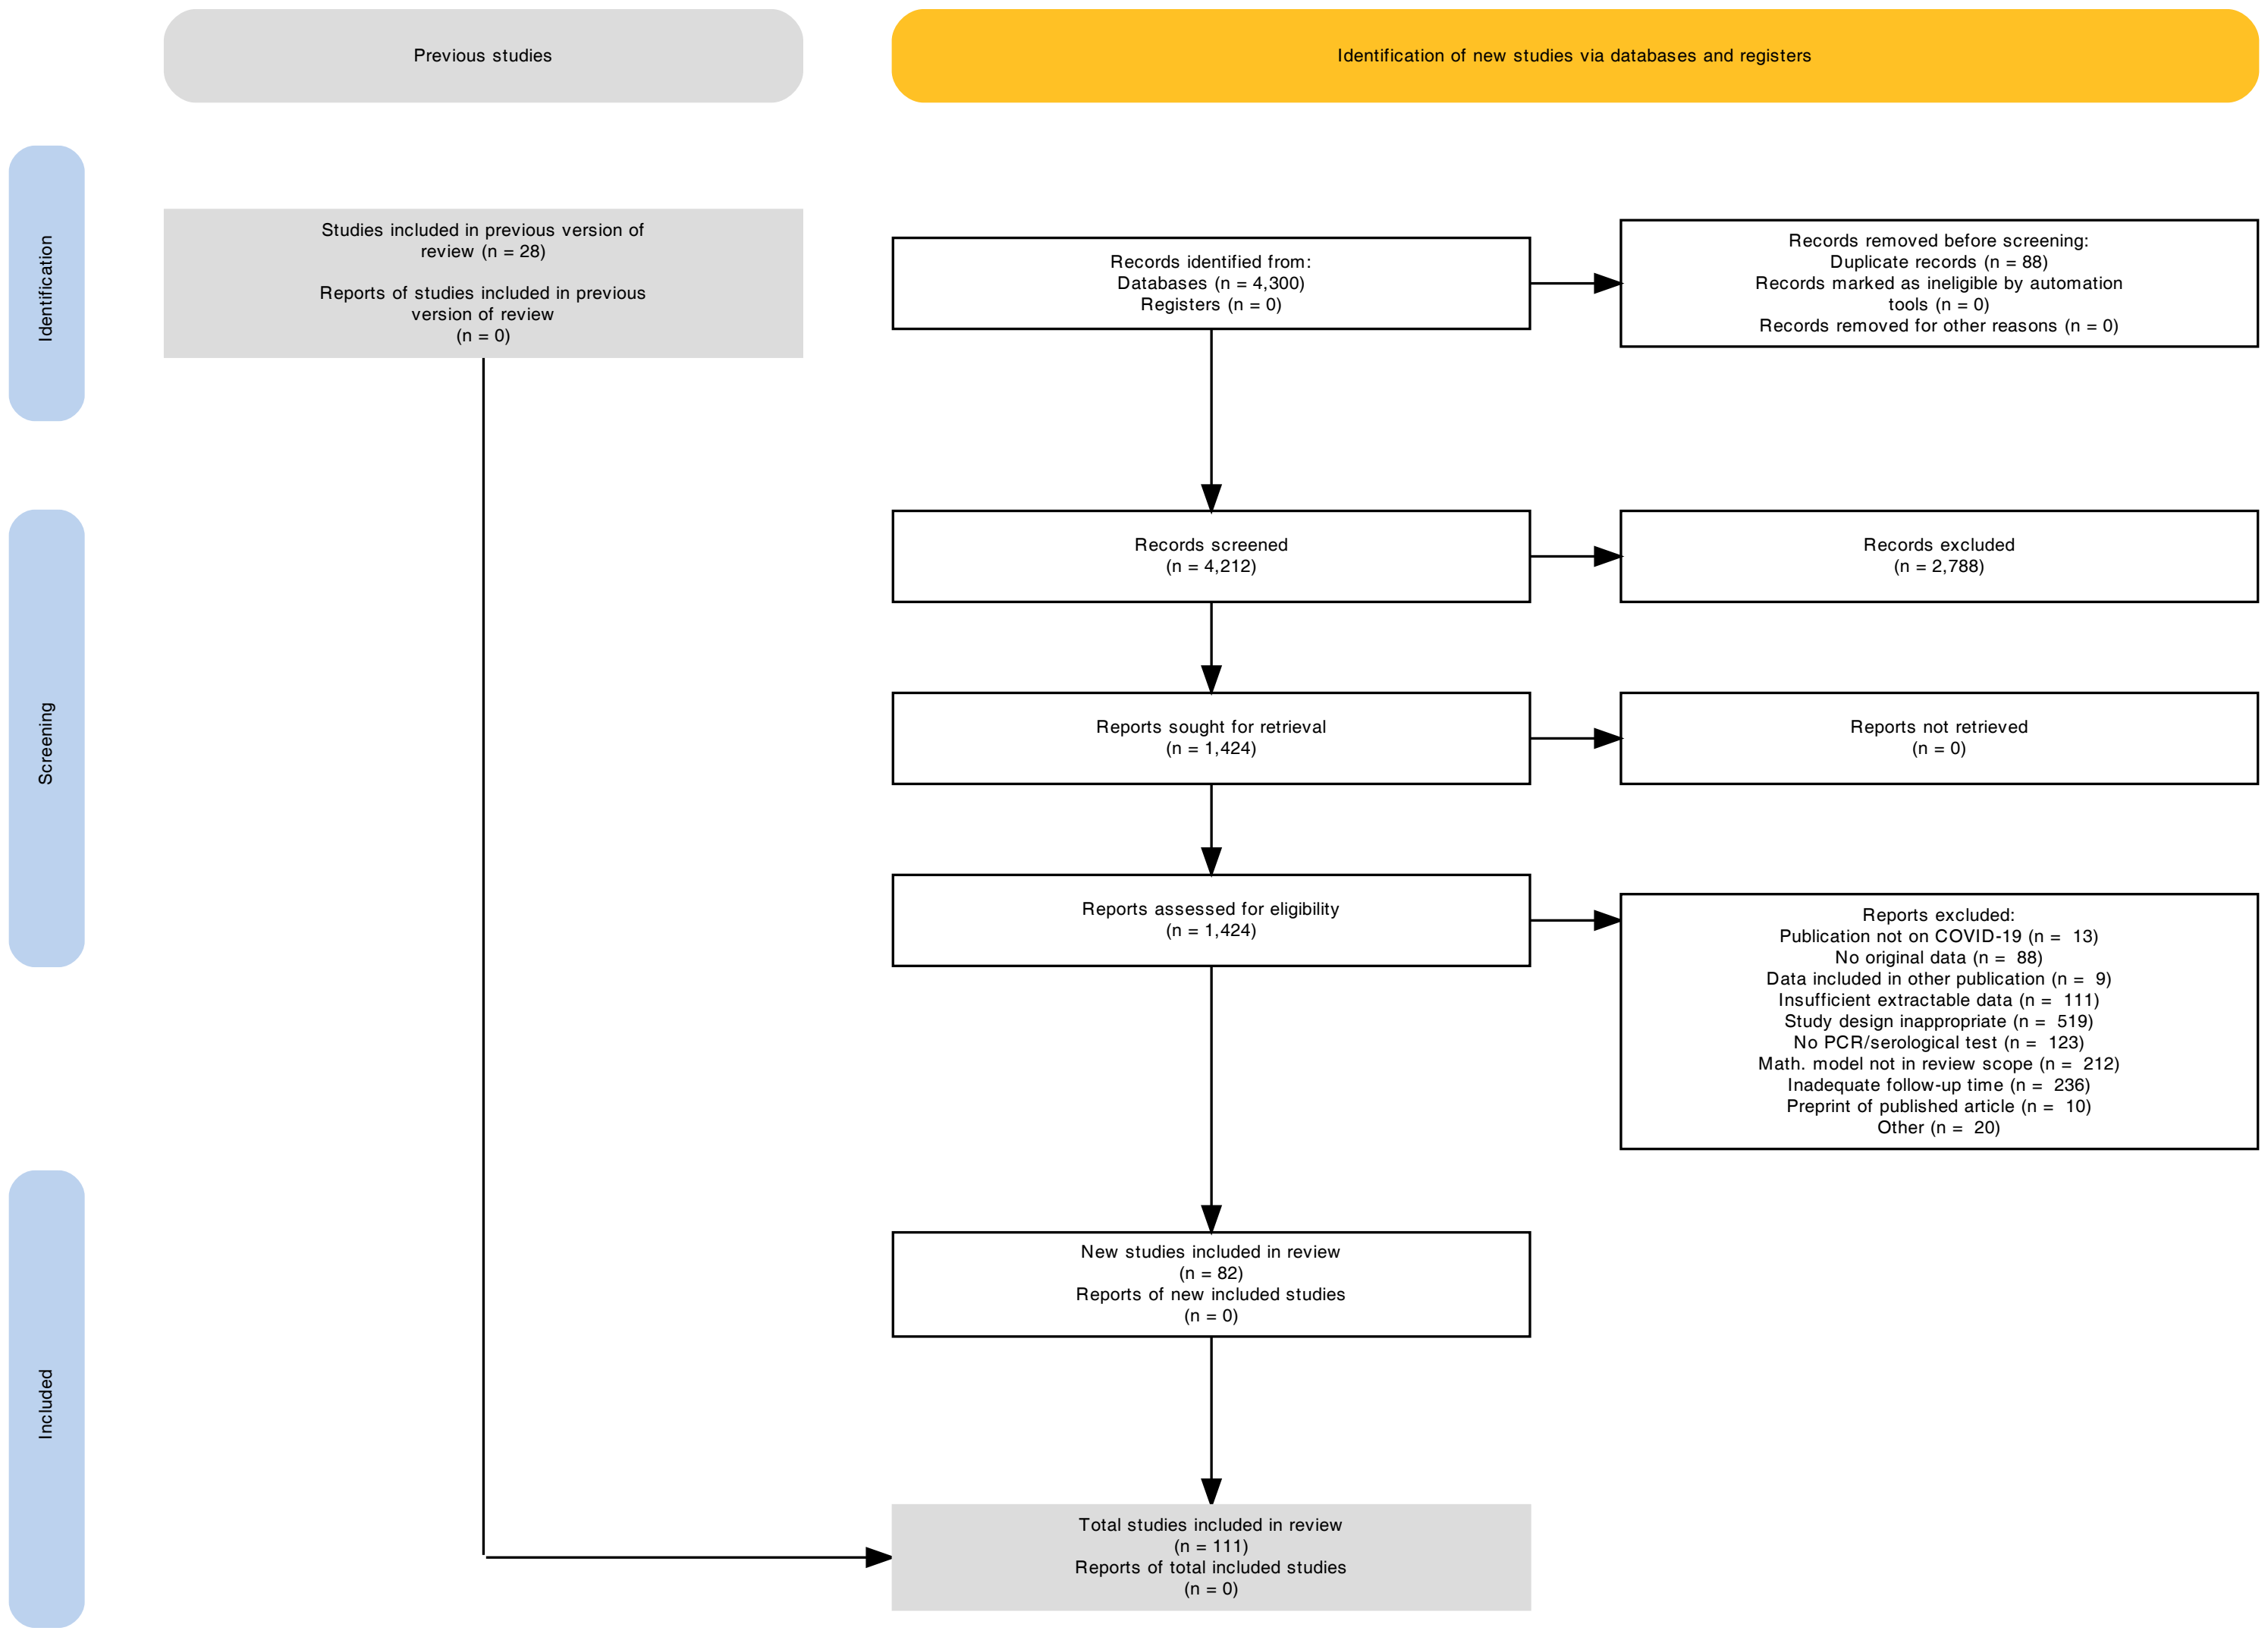 Previous studies
Identification of new studies via databases and registers
Identification
Studies included in previous version of
review (n = 28)
Reports of studies included in previous
version of review
(n = 0)
Records identified from:
Databases (n = 4,300)
Registers (n = 0)
Records removed before screening:
Duplicate records (n = 88)
Records marked as ineligible by automation
tools (n = 0)
Records removed for other reasons (n = 0)
Screening
Records screened
(n = 4,212)
Records excluded
(n = 2,788)
Reports sought for retrieval
(n = 1,424)
Reports not retrieved
(n = 0)
Reports assessed for eligibility
(n = 1,424)
Reports excluded:
Publication not on COVID-19 (n =  13)
No original data (n =  88)
Data included in other publication (n =  9)
Insufficient extractable data (n =  111)
Study design inappropriate (n =  519)
No PCR/serological test (n =  123)
Math. model not in review scope (n =  212)
Inadequate follow-up time (n =  236)
Preprint of published article (n =  10)
Other (n =  20)
Included
New studies included in review
(n = 82)
Reports of new included studies
(n = 0)
Total studies included in review
(n = 111)
Reports of total included studies
(n = 0)